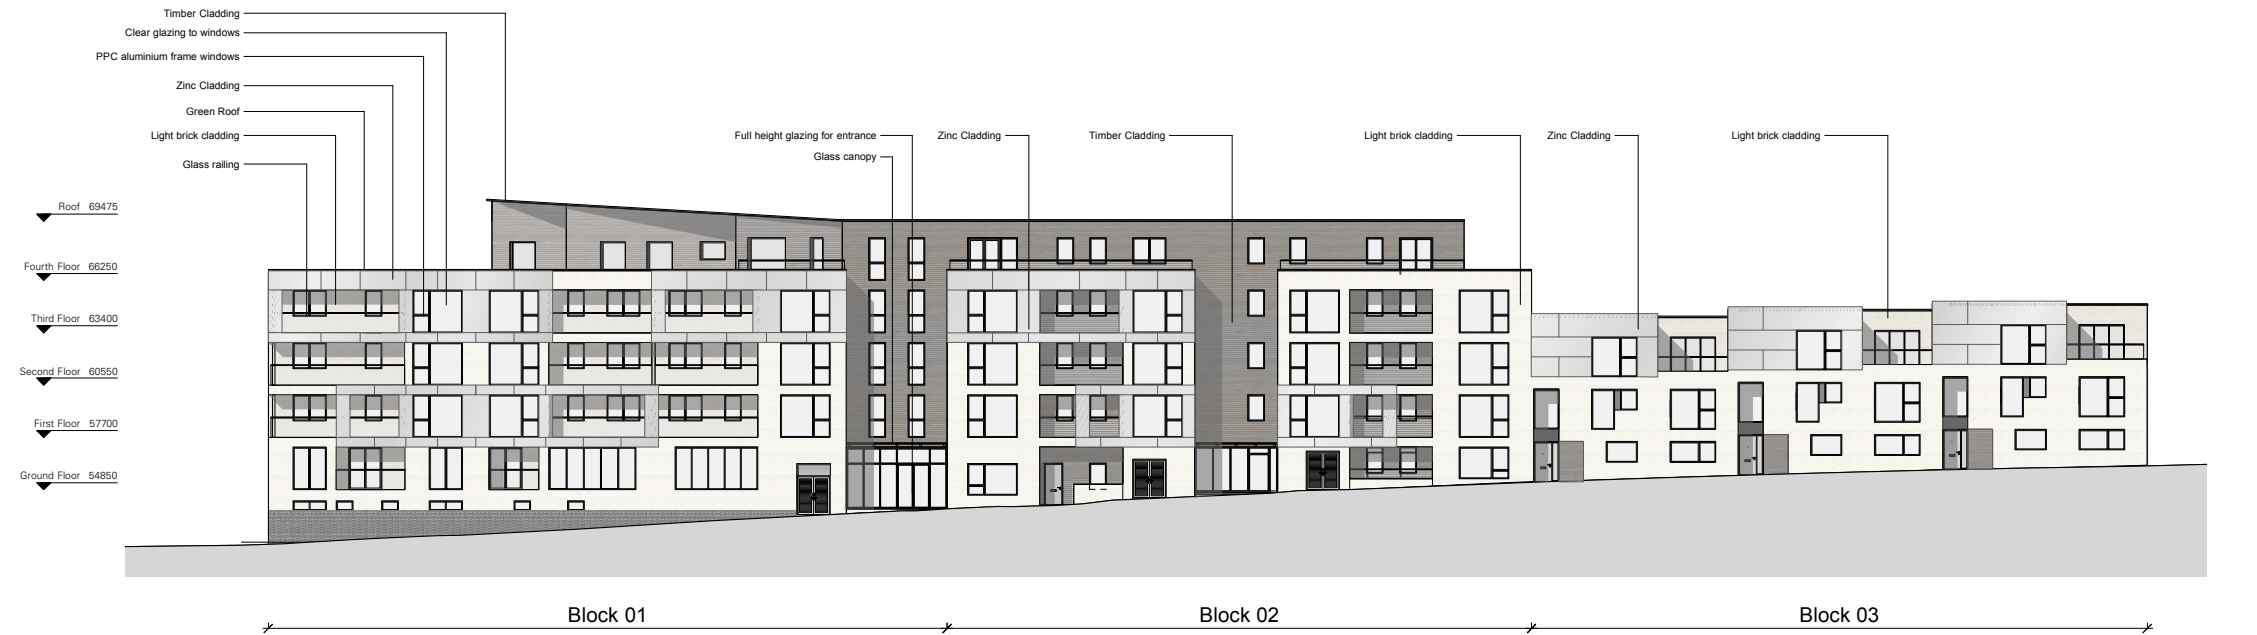 Timber Cladding
Clear glazing to windows
PPC aluminium frame windows
Zinc Cladding
Green Roof
Light brick cladding
Glass railing
Full height glazing for entrance
Glass canopy
Zinc Cladding
Timber Cladding
Light brick cladding
Zinc Cladding
Light brick cladding
Roof 69475
Fourth Floor 66250
Third Floor 63400
Second Floor 60550
First Floor 57700
Ground Floor 54850
Block 01
Block 02
Block 03